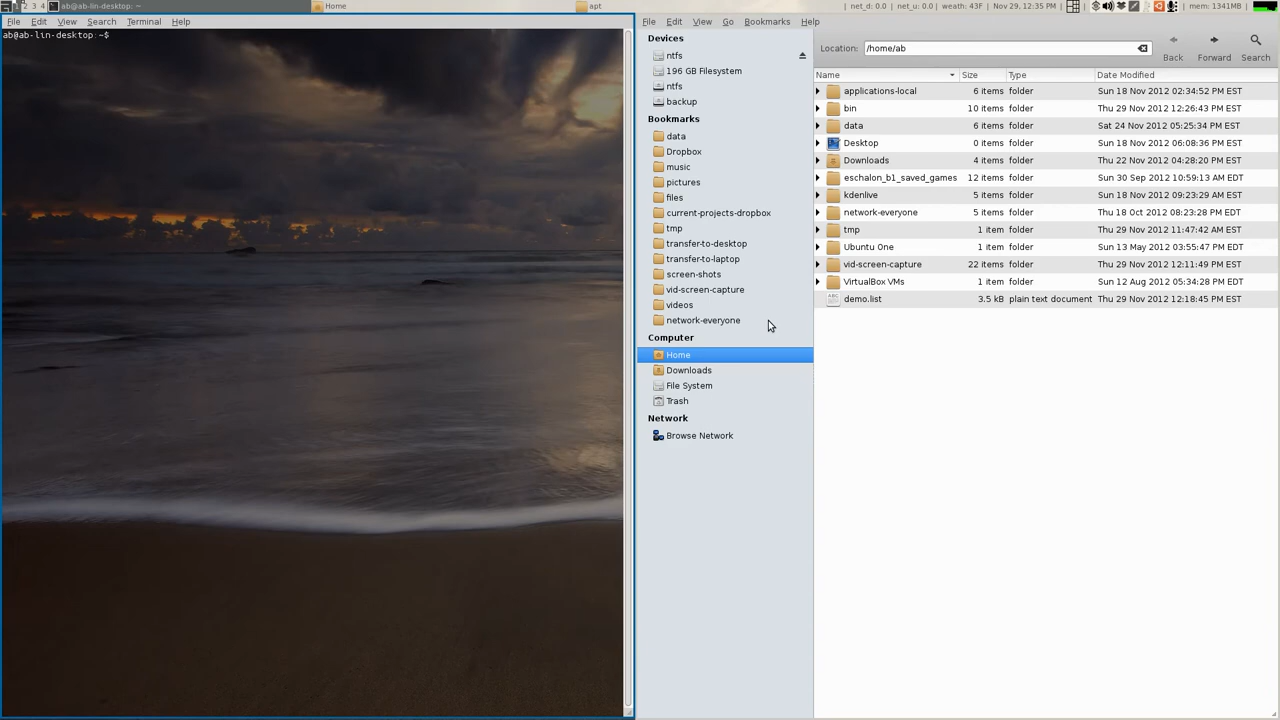 1 2 3 4 ab@ab-lin-desktop: ~ Home apt net_d: 0.0 | net_u: 0.0 | weath: 43F | Nov 29, 12:35 PM mem: 1341MB
File Edit View Search Terminal Help
ab@ab-lin-desktop:~$
File Edit View Go Bookmarks Help
Devices
ntfs
196 GB Filesystem
ntfs
backup
Bookmarks
data
Dropbox
music
pictures
files
current-projects-dropbox
tmp
transfer-to-desktop
transfer-to-laptop
screen-shots
vid-screen-capture
videos
network-everyone
Computer
Home
Downloads
File System
Trash
Network
Browse Network
Location: /home/ab
Back Forward Search
Name Size Type Date Modified
applications-local 6 items folder Sun 18 Nov 2012 02:34:52 PM EST
bin 10 items folder Thu 29 Nov 2012 12:26:43 PM EST
data 6 items folder Sat 24 Nov 2012 05:25:34 PM EST
Desktop 0 items folder Sun 18 Nov 2012 06:08:36 PM EST
Downloads 4 items folder Thu 22 Nov 2012 04:28:20 PM EST
eschalon_b1_saved_games 12 items folder Sun 30 Sep 2012 10:59:13 AM EDT
kdenlive 5 items folder Sun 18 Nov 2012 09:23:29 AM EST
network-everyone 5 items folder Thu 18 Oct 2012 08:23:28 PM EDT
tmp 1 item folder Thu 29 Nov 2012 11:47:42 AM EST
Ubuntu One 1 item folder Sun 13 May 2012 03:55:47 PM EDT
vid-screen-capture 22 items folder Thu 29 Nov 2012 12:11:49 PM EST
VirtualBox VMs 1 item folder Sun 12 Aug 2012 05:34:28 PM EDT
demo.list 3.5 kB plain text document Thu 29 Nov 2012 12:18:45 PM EST